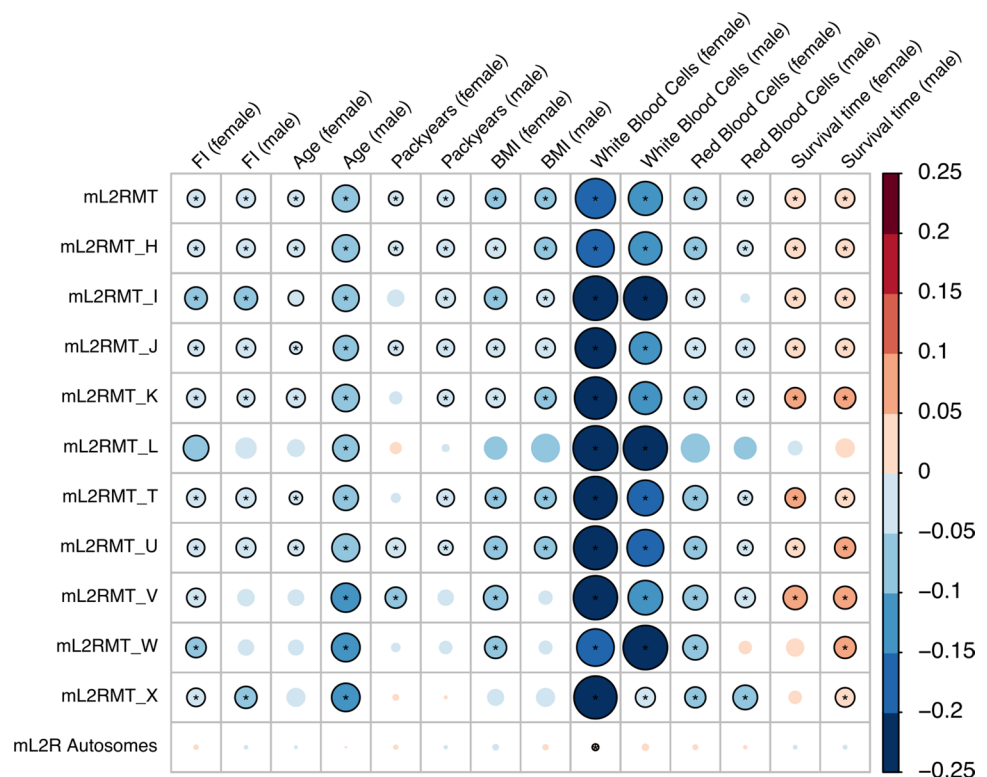 FI (female)
FI (male)
Age (female)
Age (male)
Packyears (female)
Packyears (male)
BMI (female)
BMI (male)
White Blood Cells (female)
White Blood Cells (male)
Red Blood Cells (female)
Red Blood Cells (male)
Survival time (female)
Survival time (male)
mL2RMT
mL2RMT_H
mL2RMT_I
mL2RMT_J
mL2RMT_K
mL2RMT_L
mL2RMT_T
mL2RMT_U
mL2RMT_V
mL2RMT_W
mL2RMT_X
mL2R Autosomes
0.25
0.2
0.15
0.1
0.05
0
−0.05
−0.1
−0.15
−0.2
−0.25